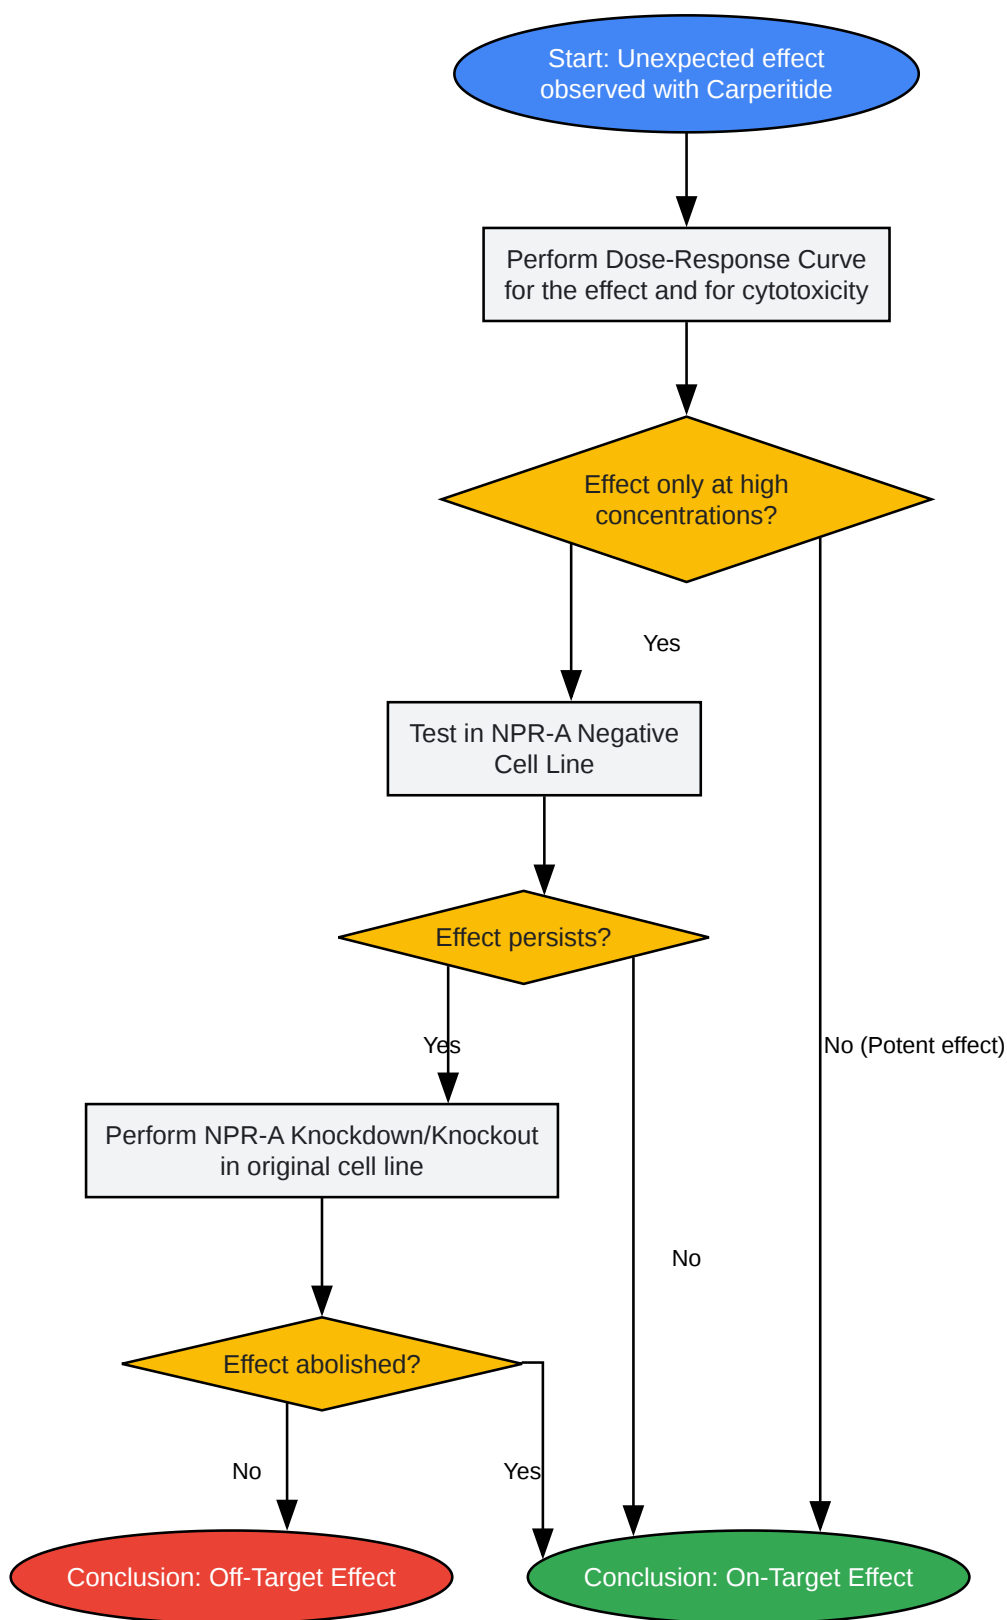 Start: Unexpected effect
observed with Carperitide
Perform Dose-Response Curve
for the effect and for cytotoxicity
Effect only at high
concentrations?
Yes
Test in NPR-A Negative
Cell Line
Effect persists?
Yes
No (Potent effect)
Perform NPR-A Knockdown/Knockout
in original cell line
No
Effect abolished?
No
Yes
Conclusion: Off-Target Effect
Conclusion: On-Target Effect